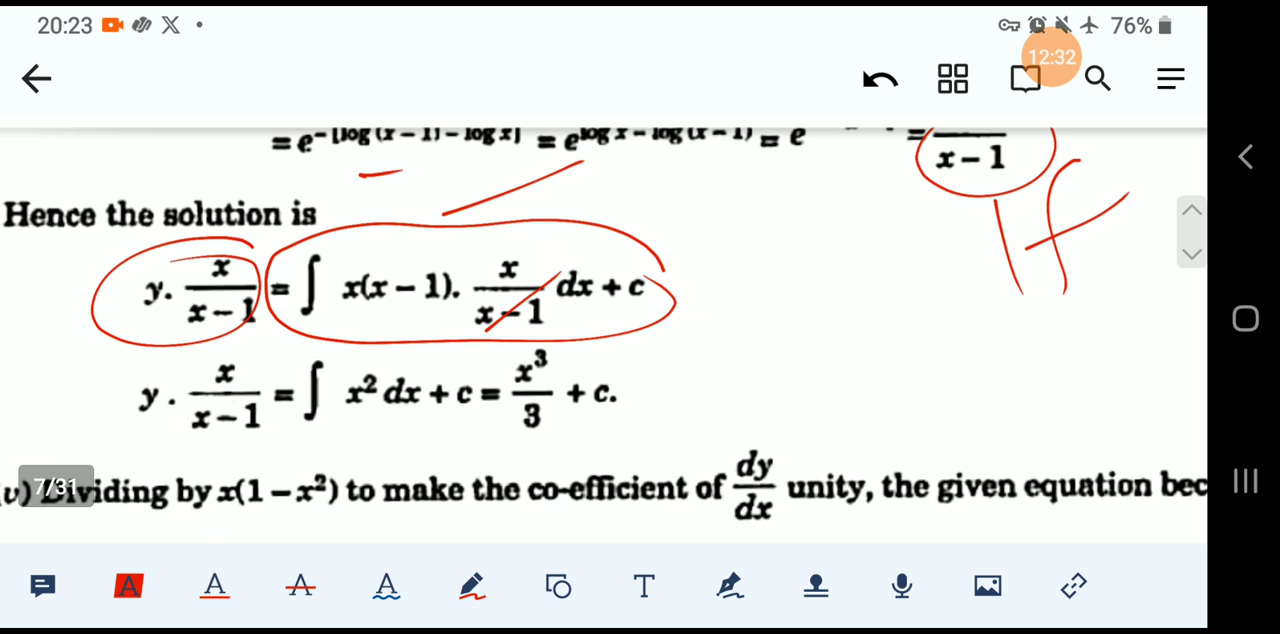 20:23 X • 76%
12:32
= e^{-[log (x – 1) – log x]} = e^{log x – log (x – 1)} = e =
x – 1
IF
Hence the solution is
y. x/(x – 1) = ∫ x(x – 1). x/(x – 1) dx + c
y . x/(x – 1) = ∫ x² dx + c = x³/3 + c.
(v) Dividing by x(1 – x²) to make the co-efficient of dy/dx unity, the given equation bec
7/31
A A A A T